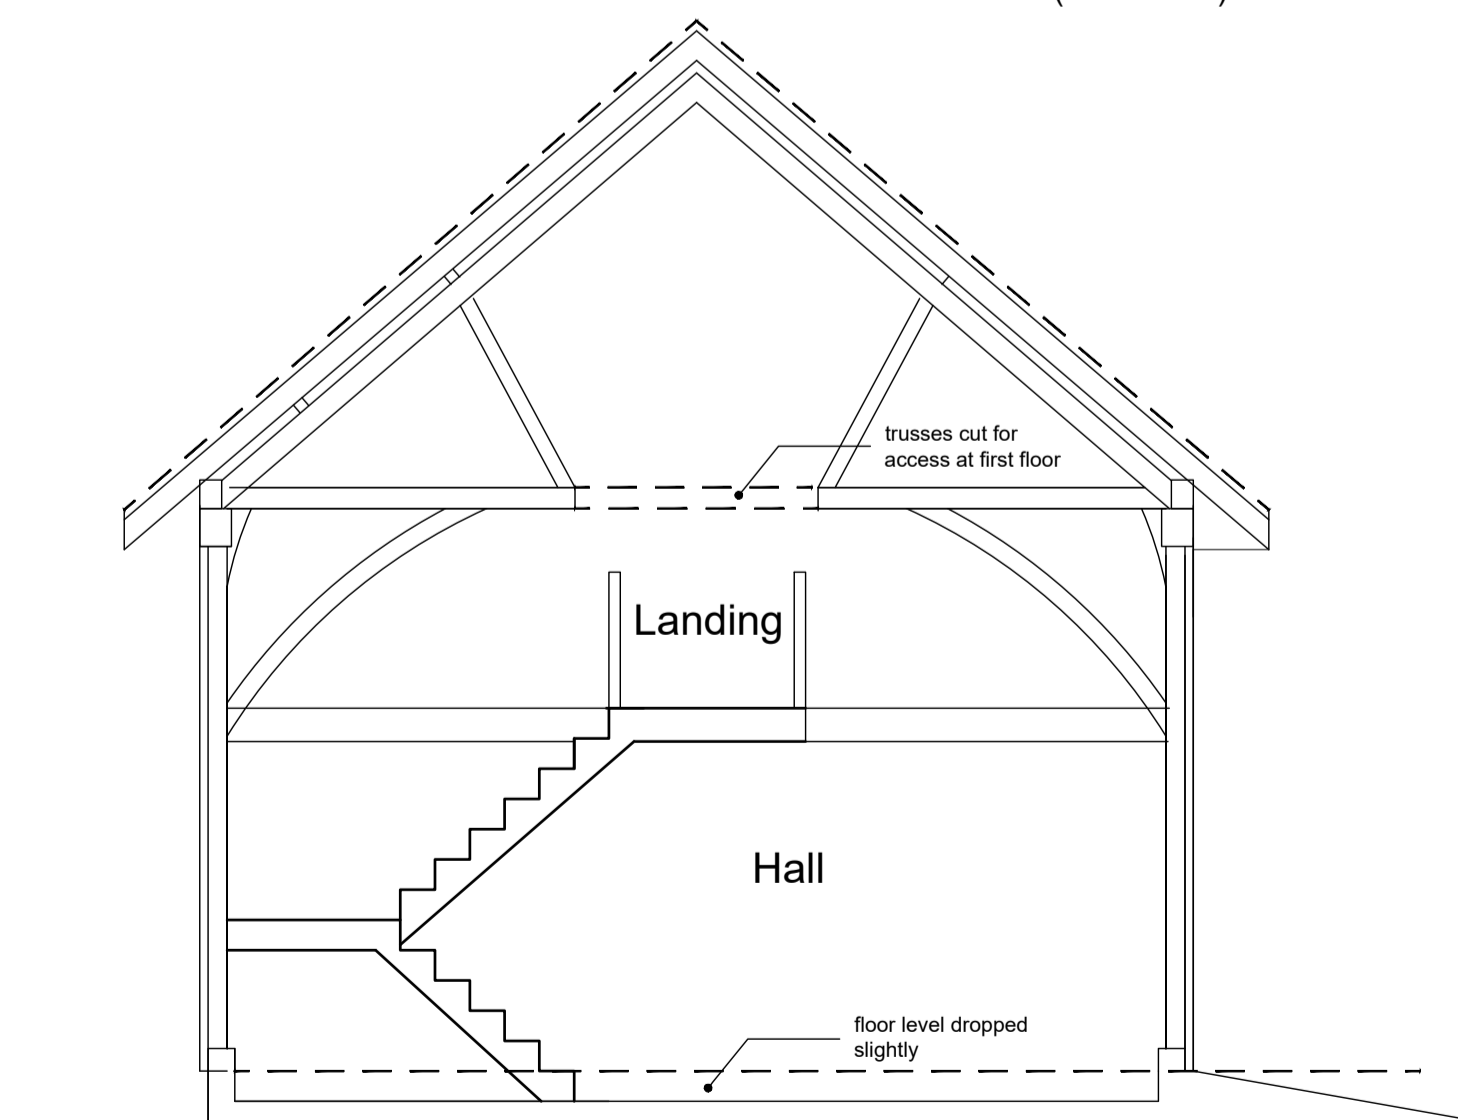 trusses cut for
access at first floor
Landing
Hall
floor level dropped
slightly